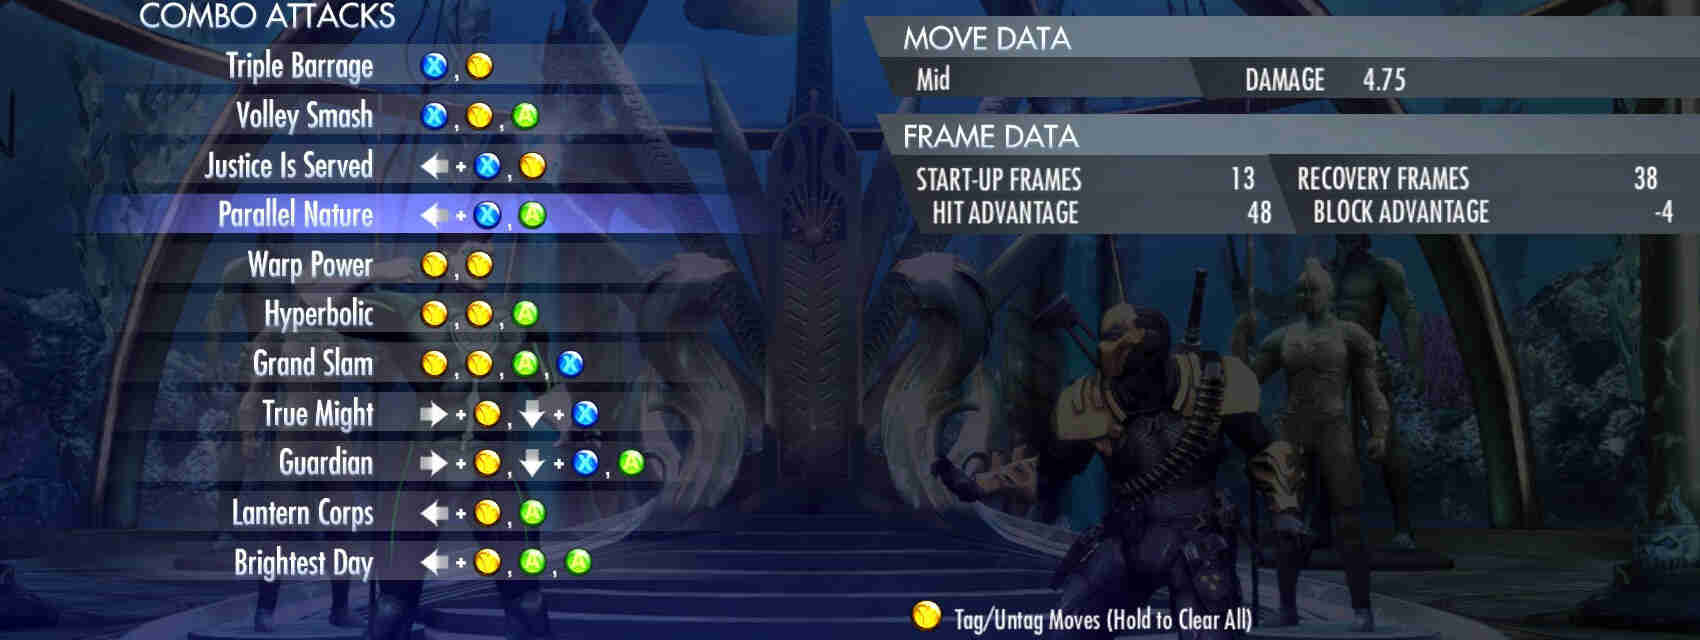 COMBO ATTACKS
Triple Barrage X , Y
Volley Smash X , Y , A
Justice Is Served + X , Y
Parallel Nature + X , A
Warp Power Y , Y
Hyperbolic Y , Y , A
Grand Slam Y , Y , A , X
True Might + Y , + X
Guardian + Y , + X , A
Lantern Corps + Y , A
Brightest Day + Y , A , A
MOVE DATA
Mid DAMAGE 4.75
FRAME DATA
START-UP FRAMES 13 RECOVERY FRAMES 38
HIT ADVANTAGE 48 BLOCK ADVANTAGE -4
Y Tag/Untag Moves (Hold to Clear All)